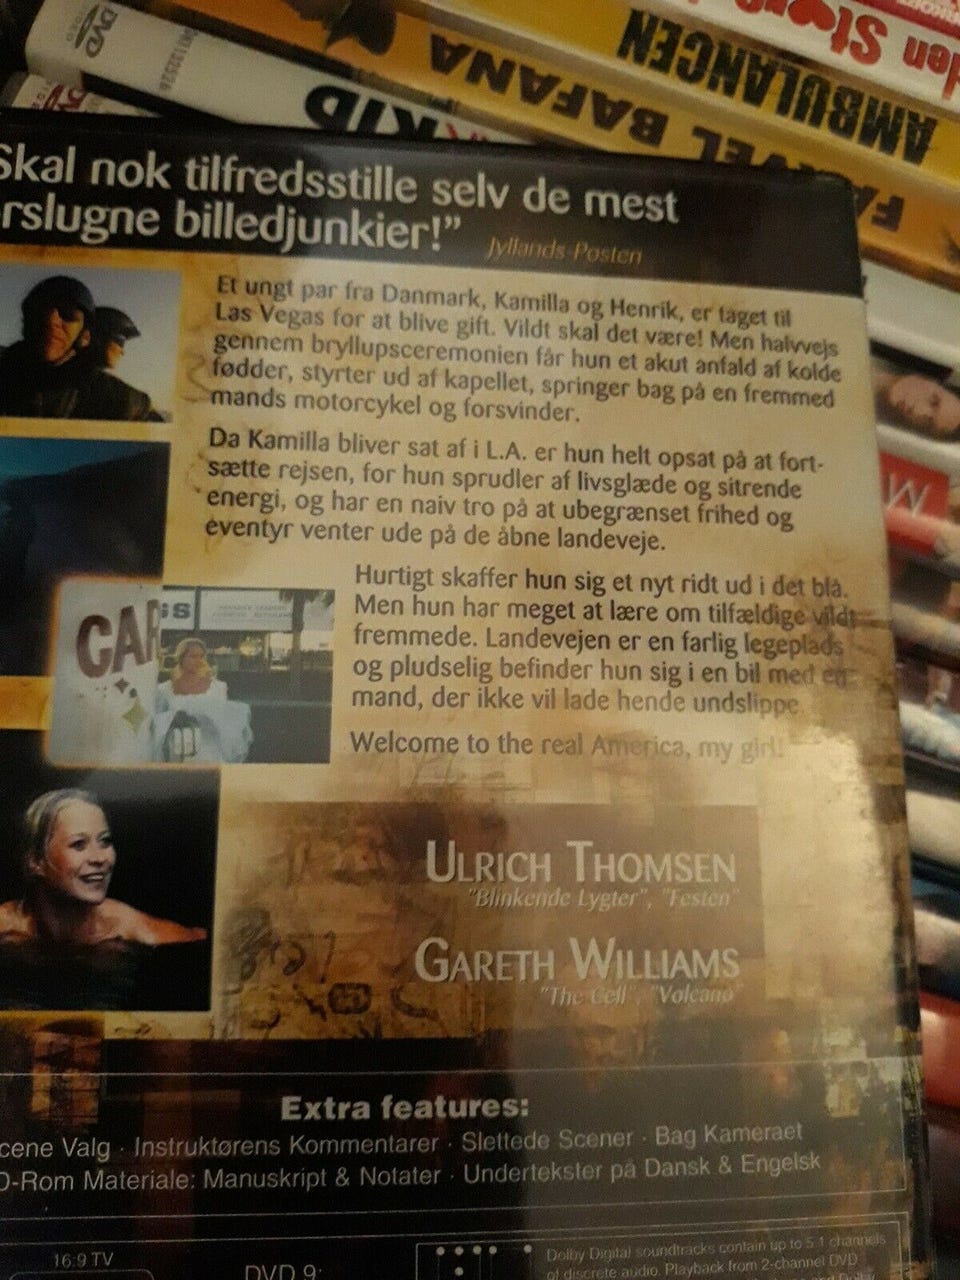 den
AMBULANCEN
FARVEL BAFANA
KID
DVD
Skal nok tilfredsstille selv de mest
rslugne billedjunkier!"
Jyllands-Posten
Et ungt par fra Danmark, Kamilla og Henrik, er taget til
Las Vegas for at blive gift. Vildt skal det være! Men halvvejs
gennem bryllupsceremonien får hun et akut anfald af kolde
fødder, styrter ud af kapellet, springer bag på en fremmed
mands motorcykel og forsvinder.
Da Kamilla bliver sat af i L.A. er hun helt opsat på at fort-
sætte rejsen, for hun sprudler af livsglæde og sitrende
energi, og har en naiv tro på at ubegrænset frihed og
eventyr venter ude på de åbne landeveje.
Hurtigt skaffer hun sig et nyt ridt ud i det blå.
Men hun har meget at lære om tilfældige vildt
fremmede. Landevejen er en farlig legeplads
og pludselig befinder hun sig i en bil med en
mand, der ikke vil lade hende undslippe.
Welcome to the real America, my girl!
CARS
ULRICH THOMSEN
"Blinkende Lygter", "Festen"
GARETH WILLIAMS
"The Cell", "Volcano"
Extra features:
cene Valg · Instruktørens Kommentarer · Slettede Scener · Bag Kameraet
D-Rom Materiale: Manuskript & Notater · Undertekster på Dansk & Engelsk
16:9 TV
DVD 9:
Dolby Digital soundtracks contain up to 5.1 channels
of discrete audio. Playback from 2-channel DVD